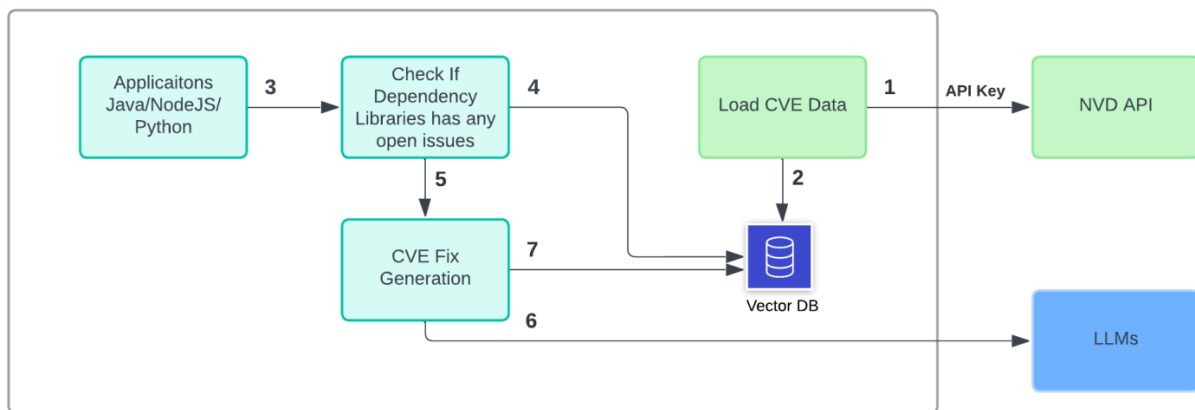 Applicaitons
Java/NodeJS/
Python
3
Check If
Dependency
Libraries has any
open issues
4
Load CVE Data
1
API Key
NVD API
5
2
CVE Fix
Generation
7
Vector DB
6
LLMs